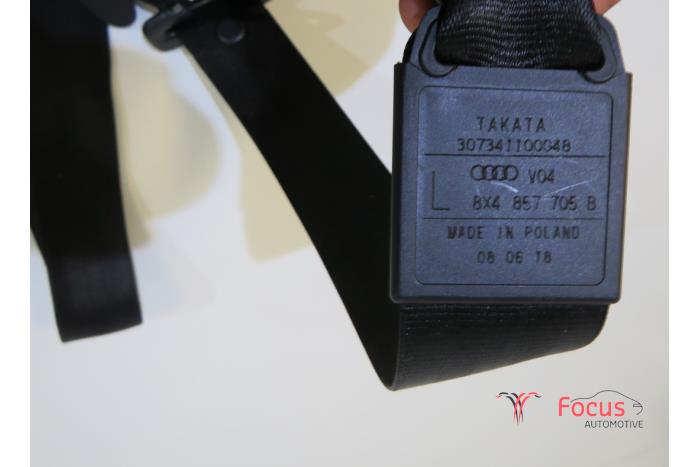 TAKATA
307341100048
V04
L 8X4 857 705 B
MADE IN POLAND
08 06 18
Focus
AUTOMOTIVE